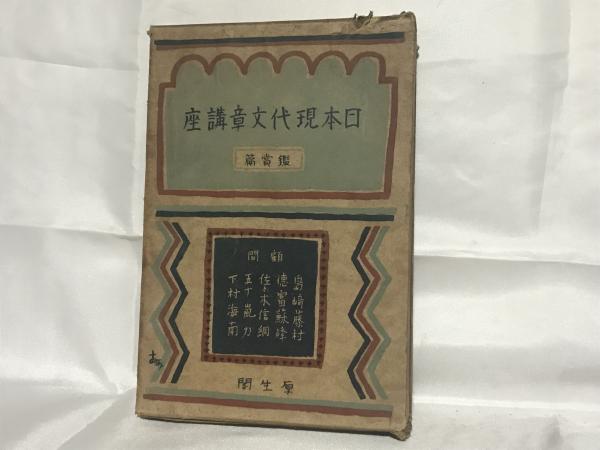 座講章文代現本日
篇賞鑑
問顧
島崎藤村
德富蘇峰
佐々木信綱
五十嵐力
下村海南
閣生厚